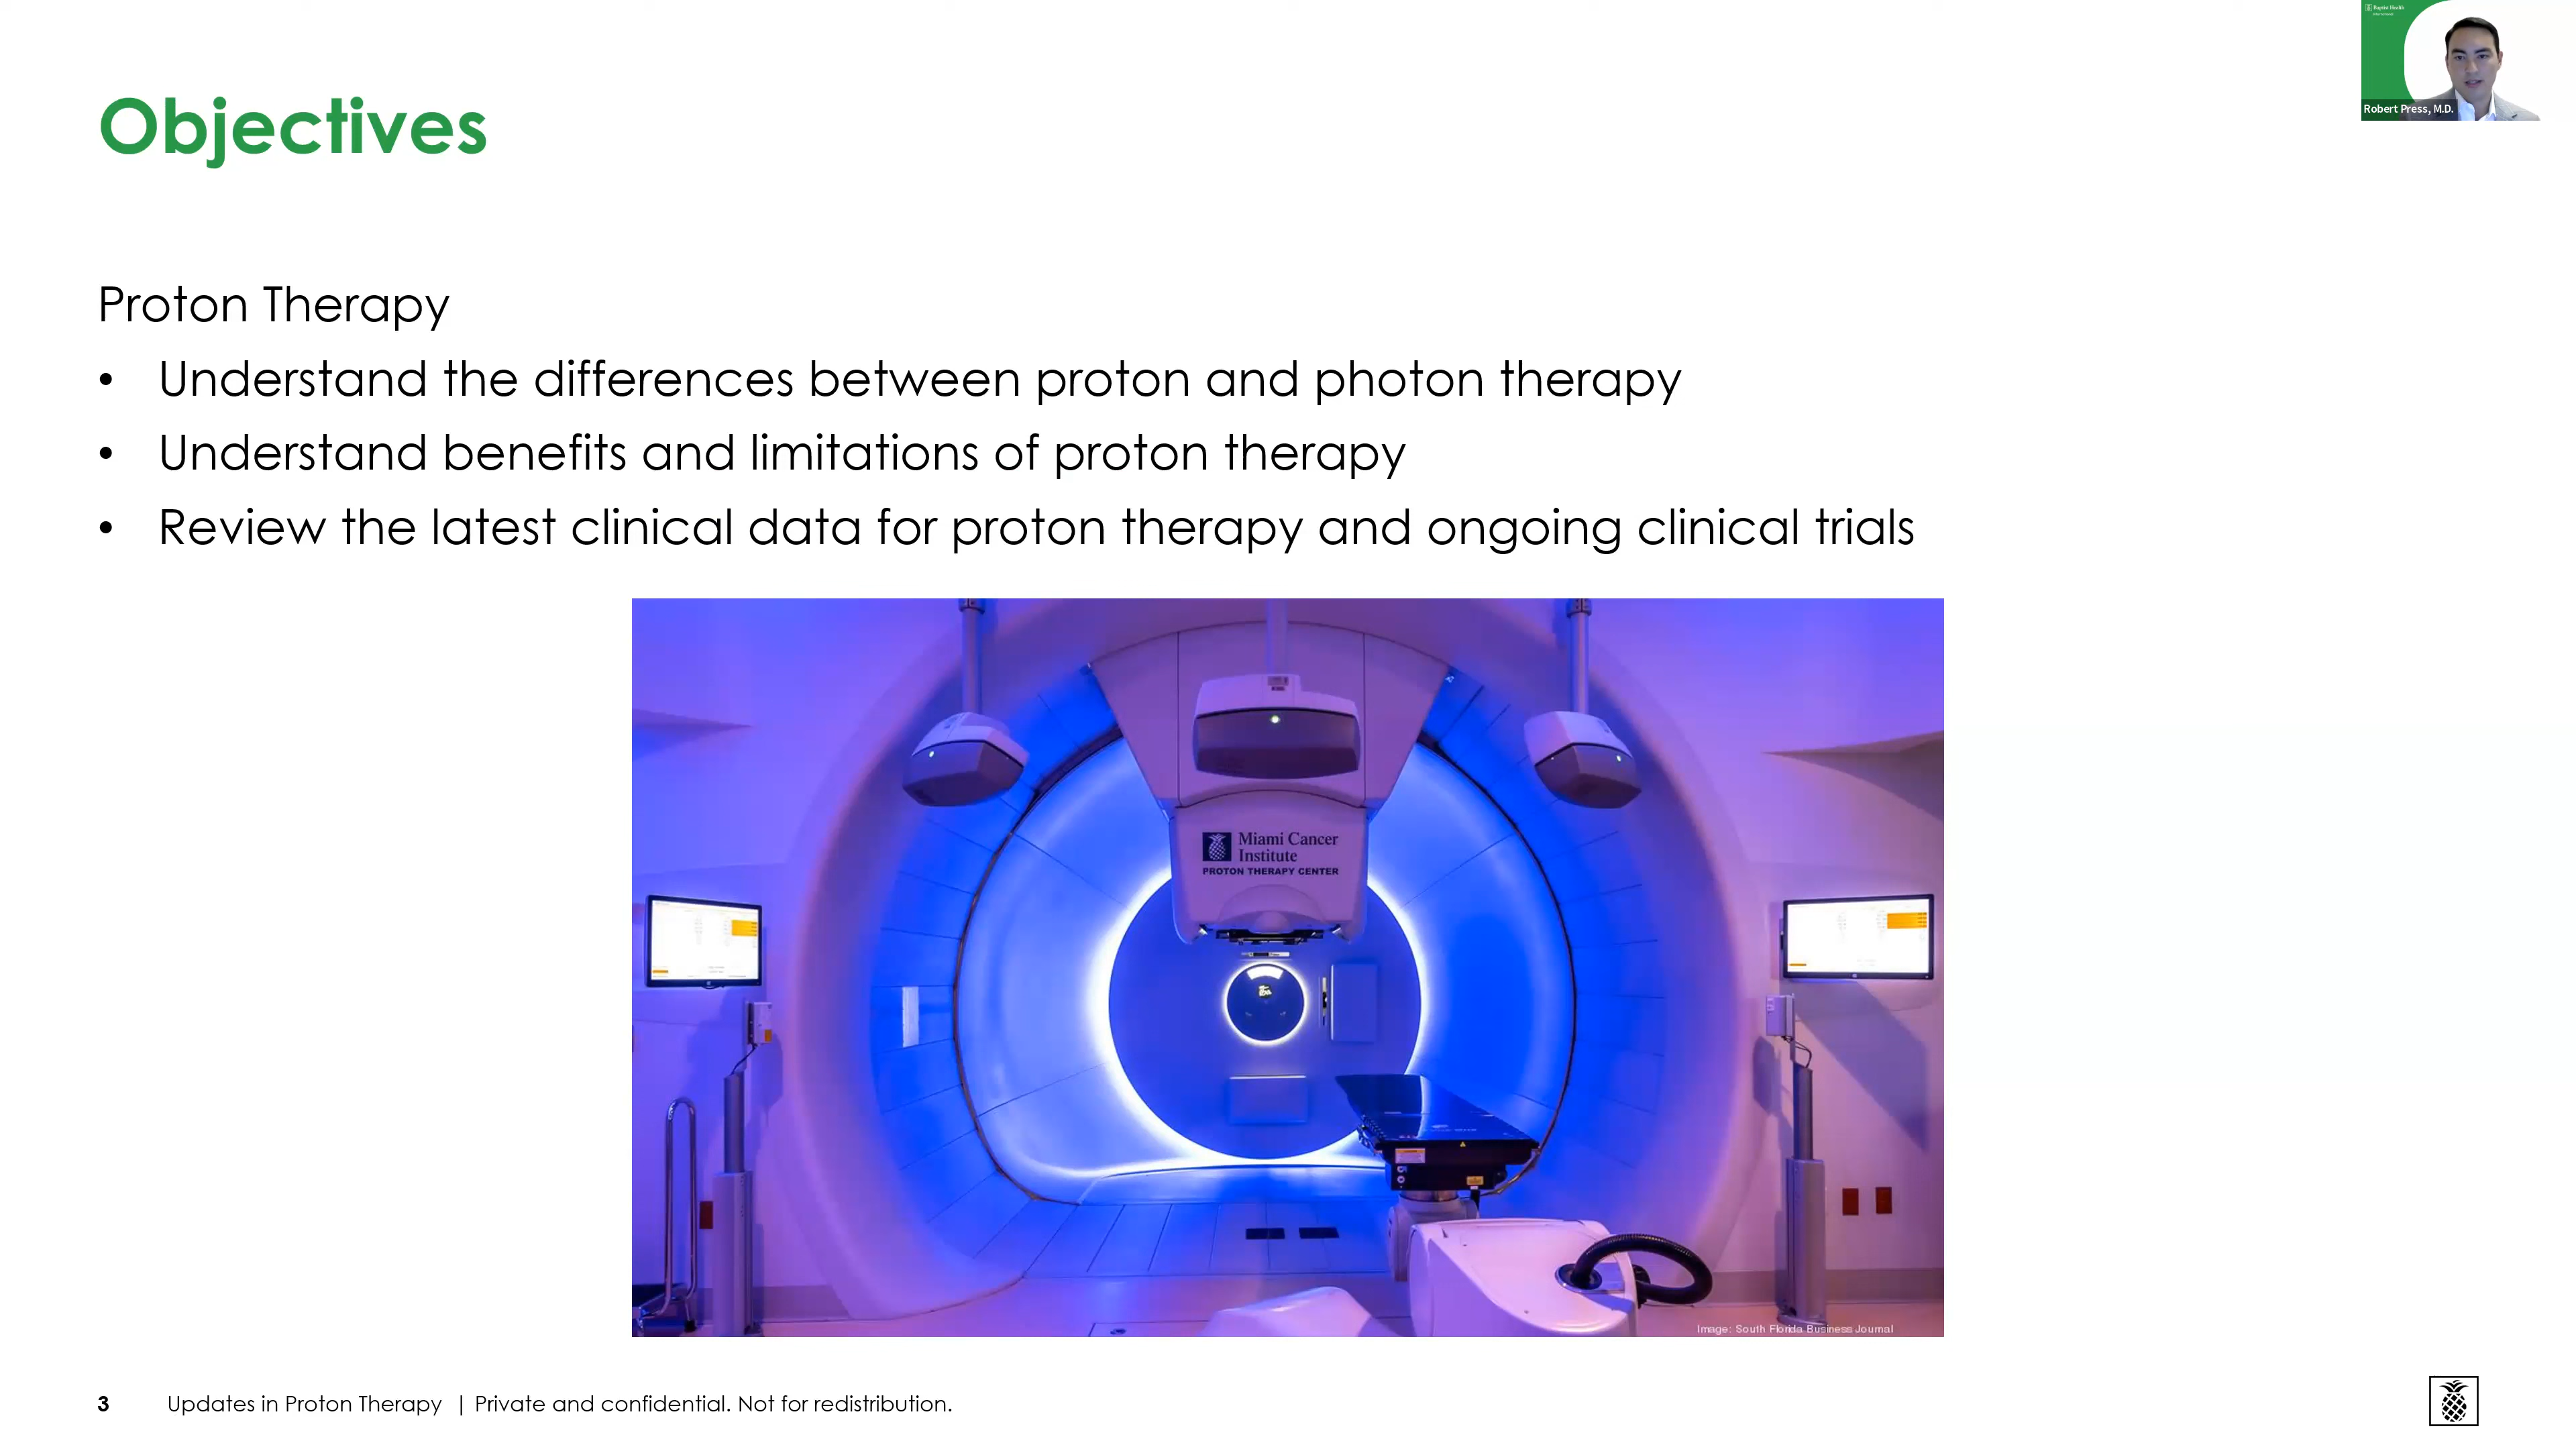 Objectives
Baptist Health
Robert Press, M.D.
Proton Therapy
• Understand the differences between proton and photon therapy
• Understand benefits and limitations of proton therapy
• Review the latest clinical data for proton therapy and ongoing clinical trials
Miami Cancer
Institute
PROTON THERAPY CENTER
Image: South Florida Business Journal
3 Updates in Proton Therapy | Private and confidential. Not for redistribution.